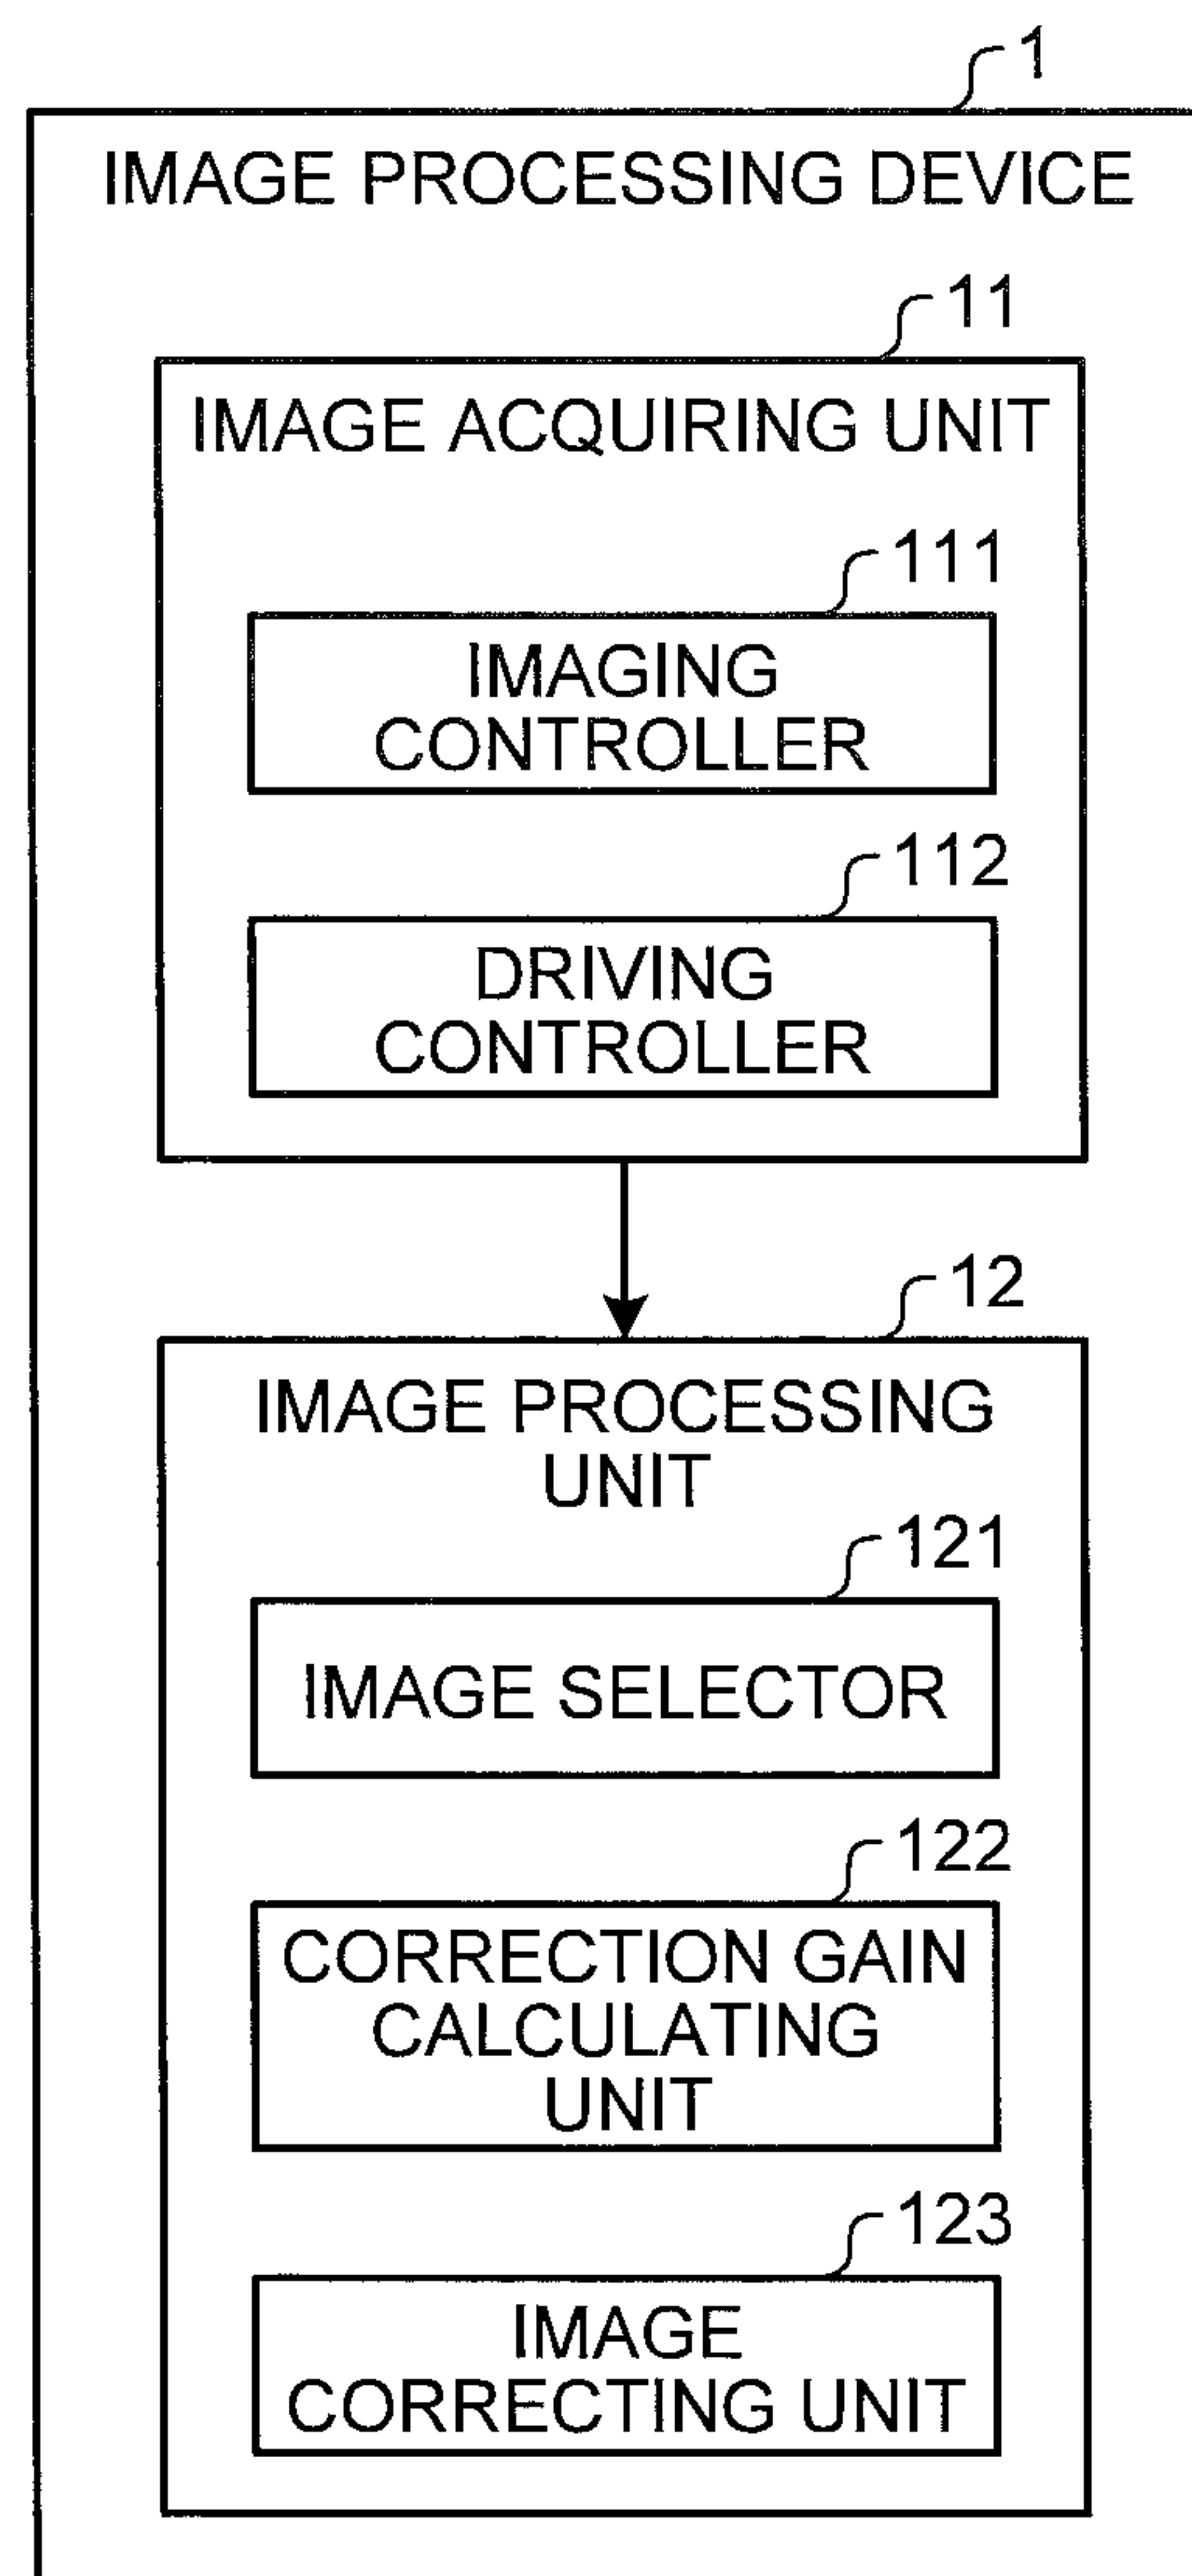 1
IMAGE PROCESSING DEVICE
11
IMAGE ACQUIRING UNIT
111
IMAGING
CONTROLLER
112
DRIVING
CONTROLLER
12
IMAGE PROCESSING
UNIT
121
IMAGE SELECTOR
122
CORRECTION GAIN
CALCULATING
UNIT
123
IMAGE
CORRECTING UNIT